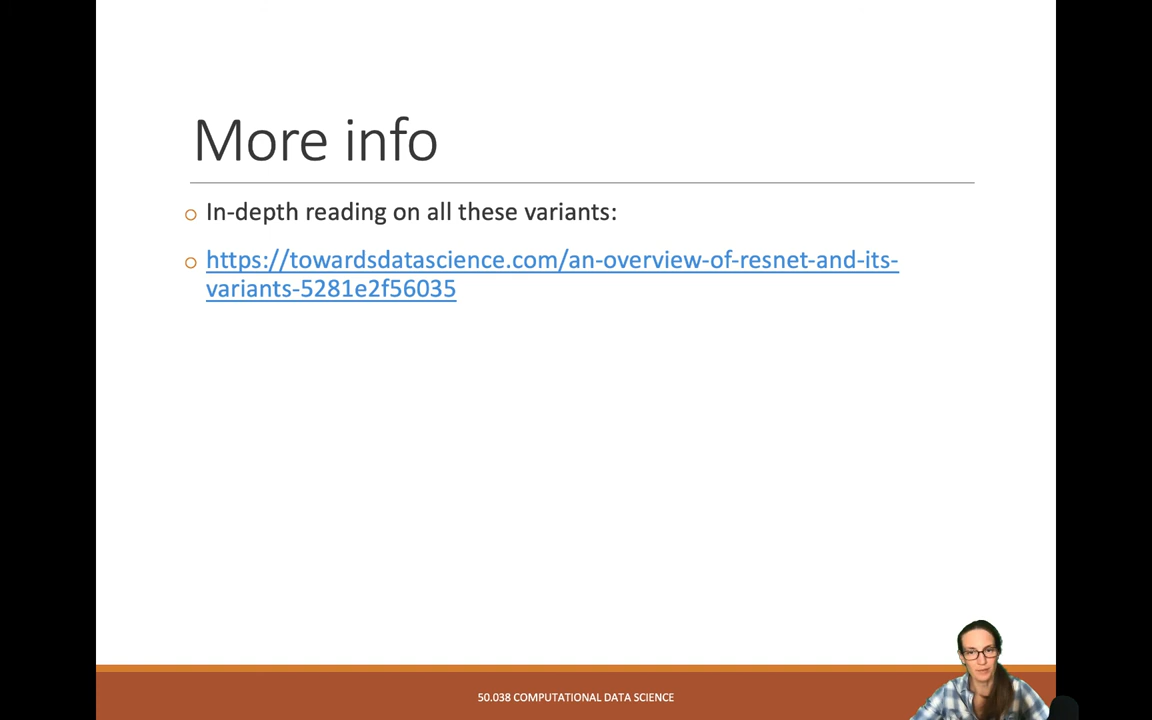 More info
In-depth reading on all these variants:
https://towardsdatascience.com/an-overview-of-resnet-and-its-
variants-5281e2f56035
50.038 COMPUTATIONAL DATA SCIENCE